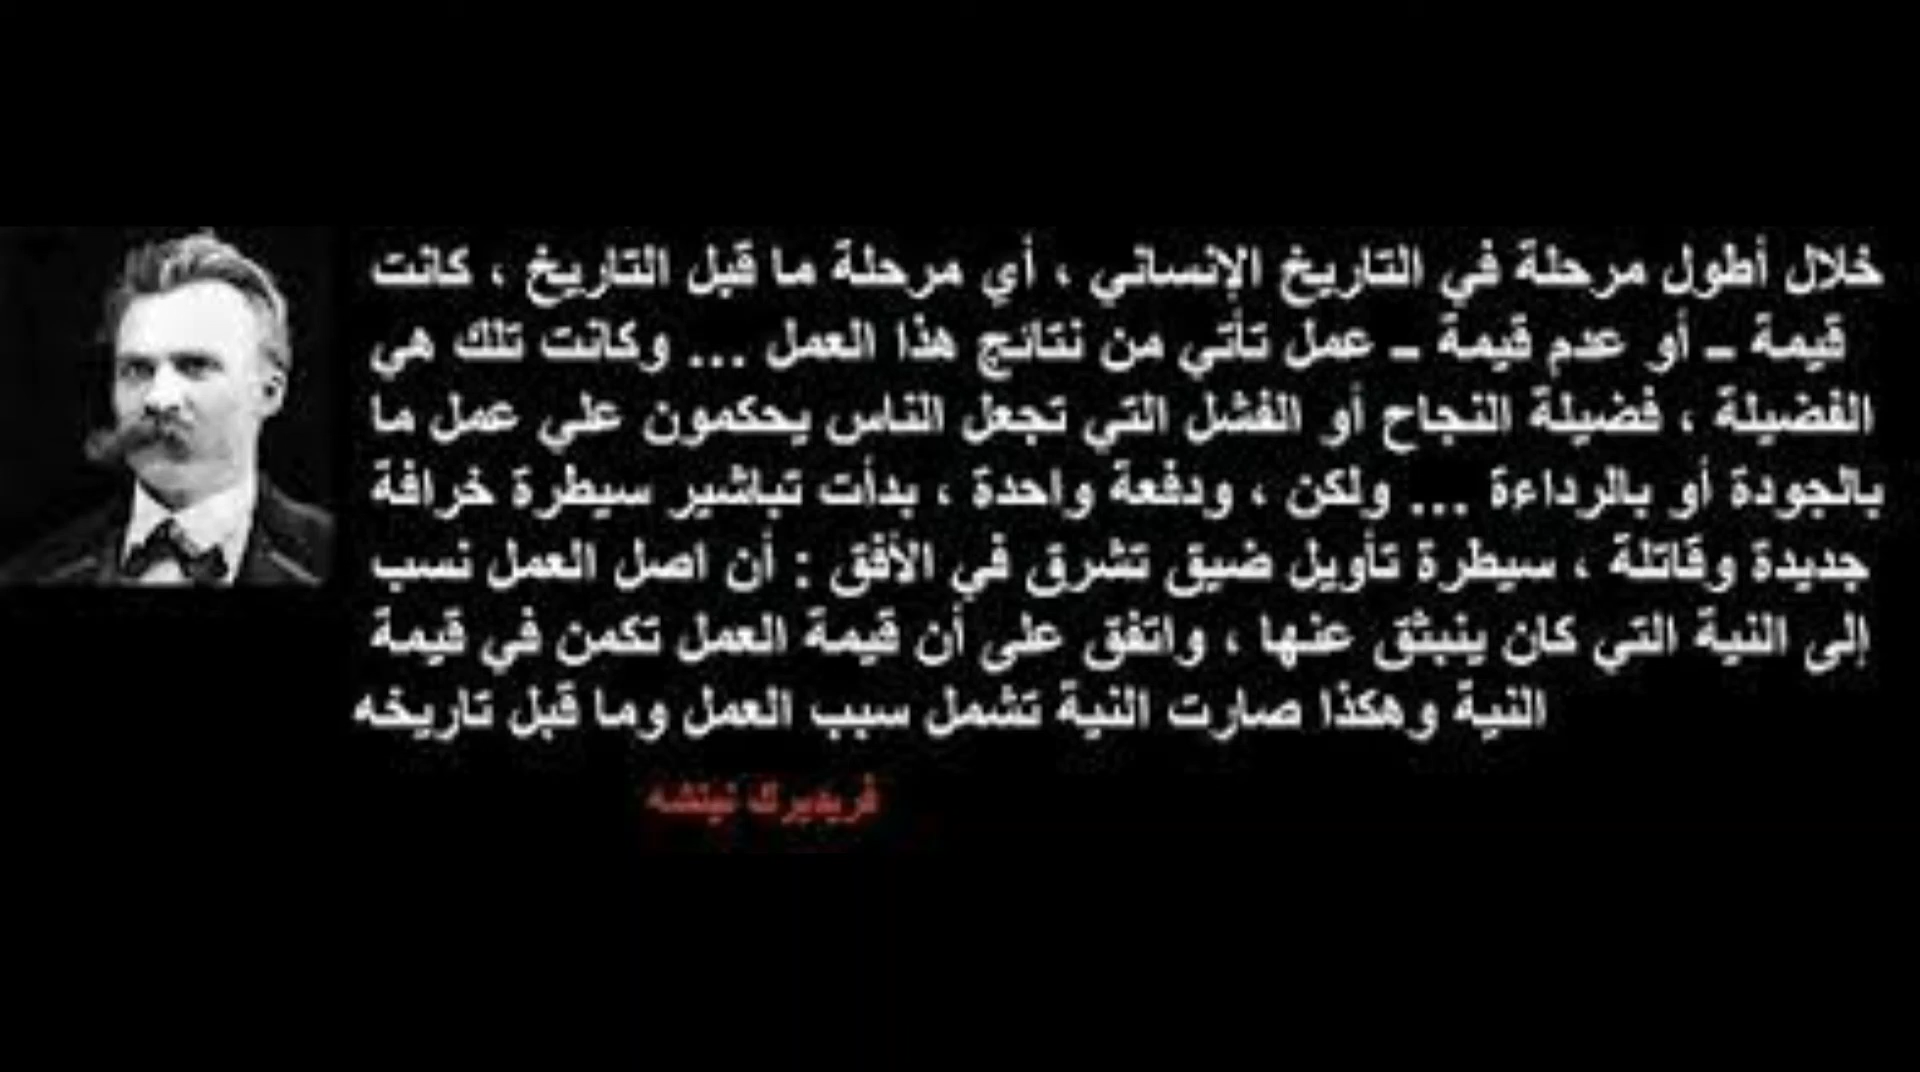 خلال أطول مرحلة في التاريخ الإنساني ، أي مرحلة ما قبل التاريخ ، كانت
قيمة ــ أو عدم قيمة ــ عمل تأتي من نتائج هذا العمل ... وكانت تلك هي
الفضيلة ، فضيلة النجاح أو الفشل التي تجعل الناس يحكمون علي عمل ما
بالجودة أو بالرداءة ... ولكن ، ودفعة واحدة ، بدأت تباشير سيطرة خرافة
جديدة وقاتلة ، سيطرة تأويل ضيق تشرق في الأفق : أن اصل العمل نسب
إلى النية التي كان ينبثق عنها ، واتفق على أن قيمة العمل تكمن في قيمة
النية وهكذا صارت النية تشمل سبب العمل وما قبل تاريخه
فريديرك نيتشه